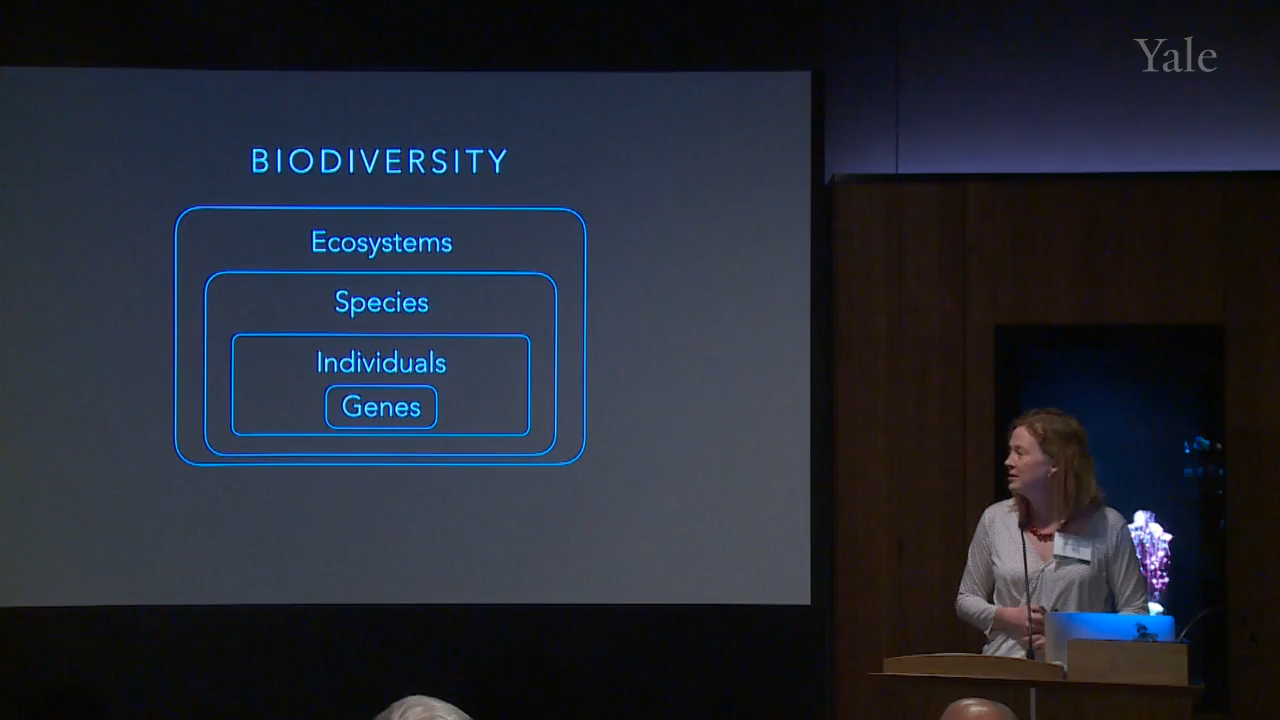 Yale
BIODIVERSITY
Ecosystems
Species
Individuals
Genes